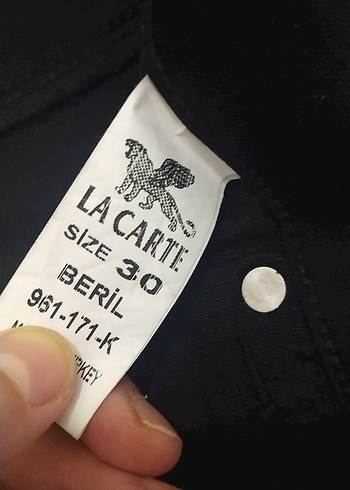 LA CARTE
SIZE 30
BERİL
961-171-K